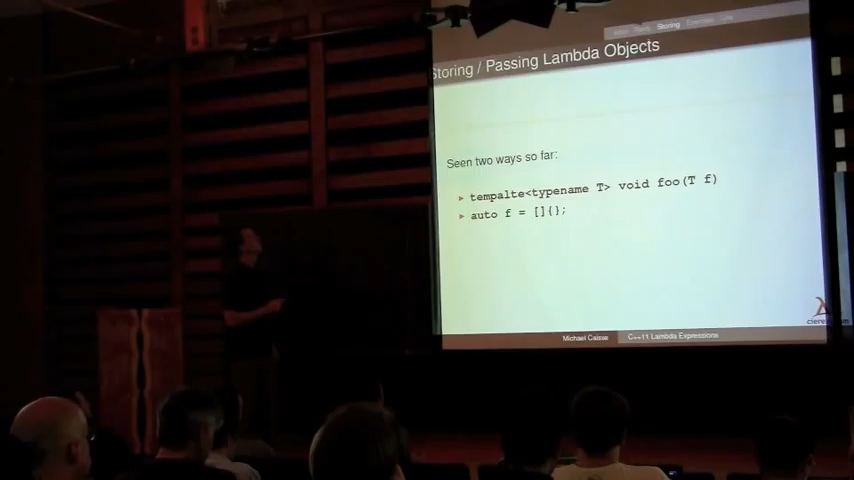 Storing
Storing / Passing Lambda Objects
Seen two ways so far:
tempalte<typename T> void foo(T f)
auto f = []{};
Michael Caisse C++11 Lambda Expressions